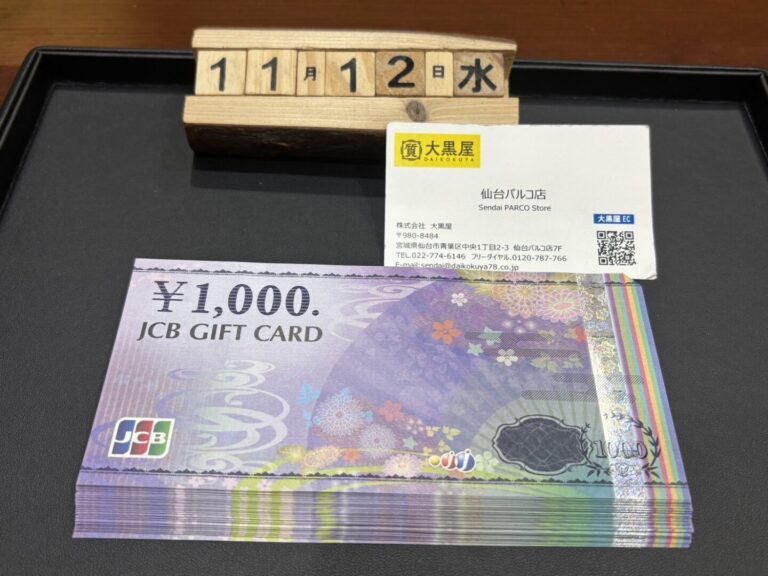 11月12日水
質 大黒屋
DAIKOKUYA
仙台パルコ店
Sendai PARCO Store
大黒屋 EC
株式会社 大黒屋
〒980-8484
宮城県仙台市青葉区中央1丁目2-3 仙台パルコ店7F
TEL.022-774-6146 フリーダイヤル.0120-787-766
E-mail:sendai@daikokuya78.co.jp
¥1,000.
JCB GIFT CARD
JCB
1000